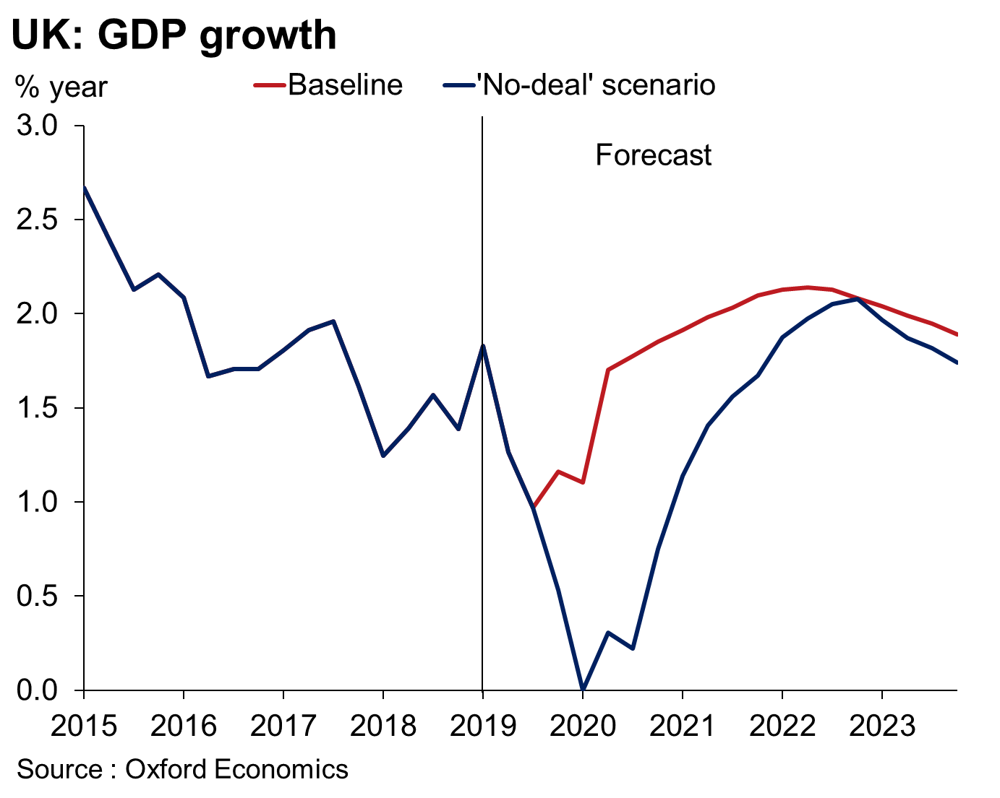 UK: GDP growth
% year
Baseline
'No-deal' scenario
3.0
Forecast
2.5
2.0
1.5
1.0
0.5
0.0
2015 2016 2017 2018 2019 2020 2021 2022 2023
Source : Oxford Economics